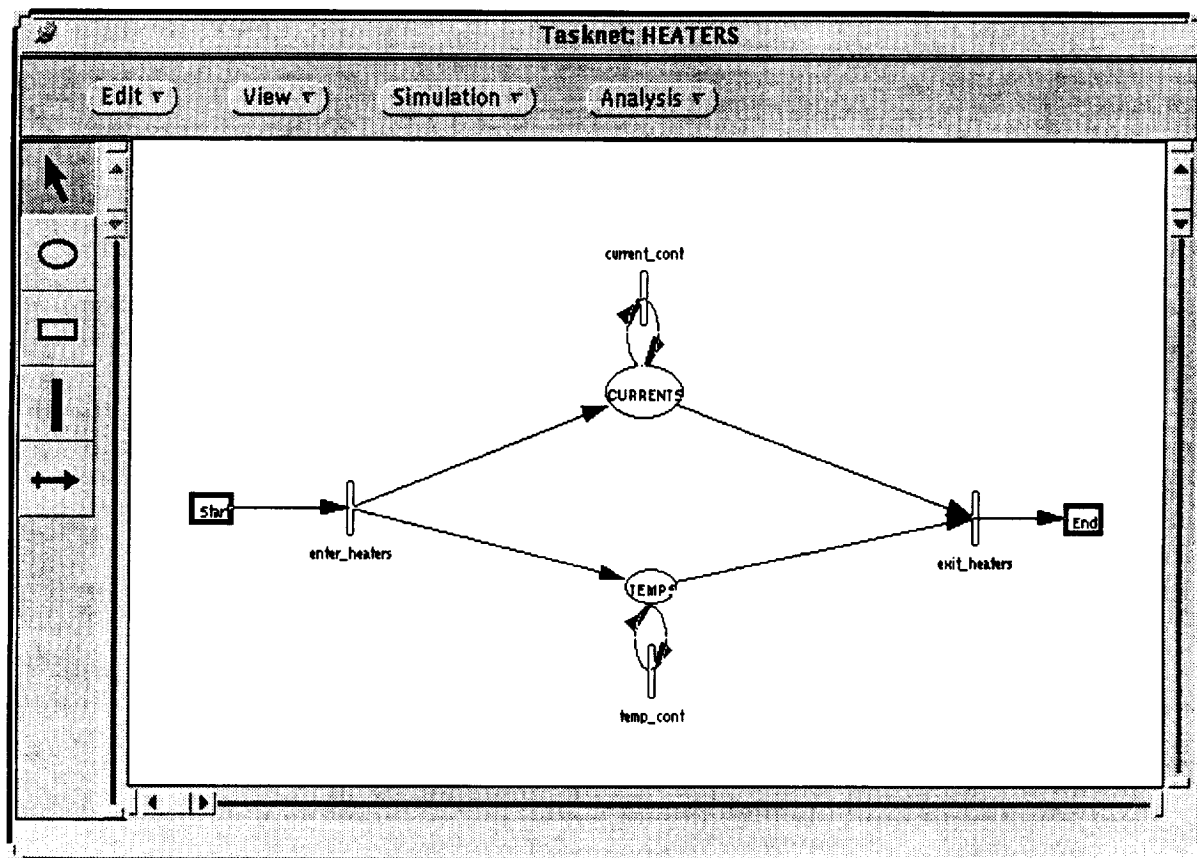 Tasknet: HEATERS
Edit View Simulation Analysis
current_cont
CURRENTS
Start
enter_heaters
TEMPS
exit_heaters
End
temp_cont